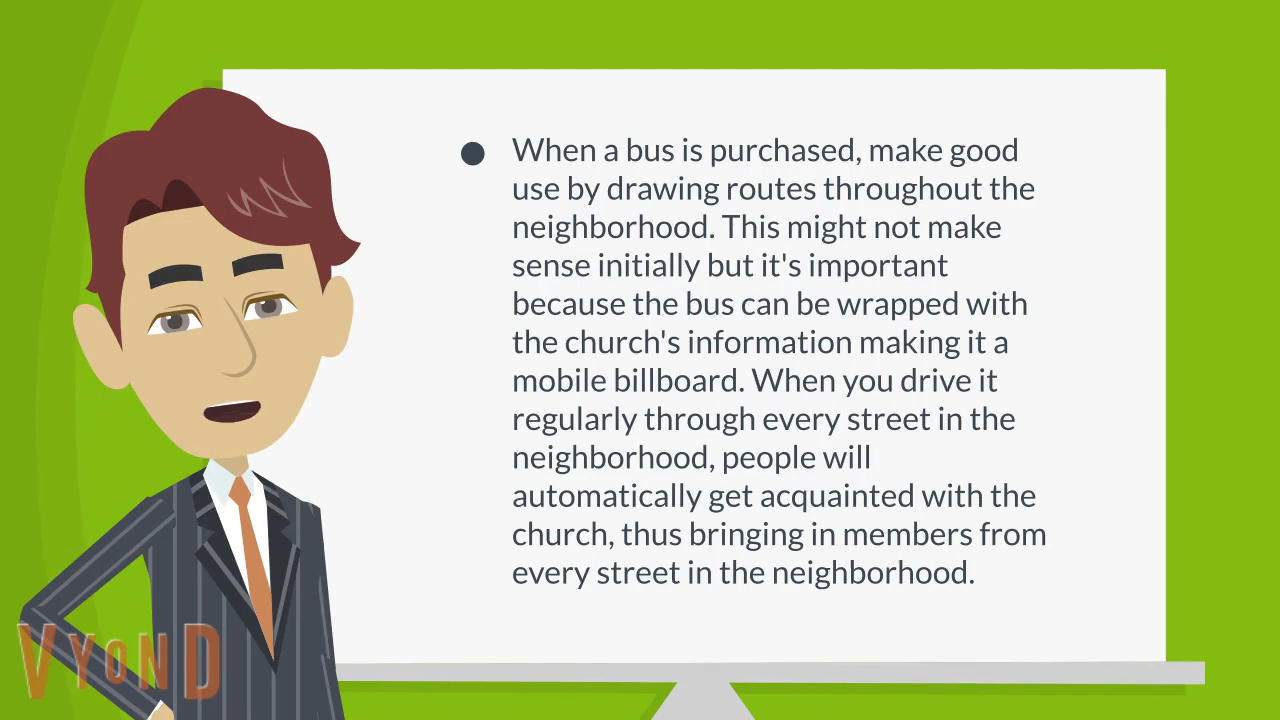 When a bus is purchased, make good
use by drawing routes throughout the
neighborhood. This might not make
sense initially but it's important
because the bus can be wrapped with
the church's information making it a
mobile billboard. When you drive it
regularly through every street in the
neighborhood, people will
automatically get acquainted with the
church, thus bringing in members from
every street in the neighborhood.
VYOND